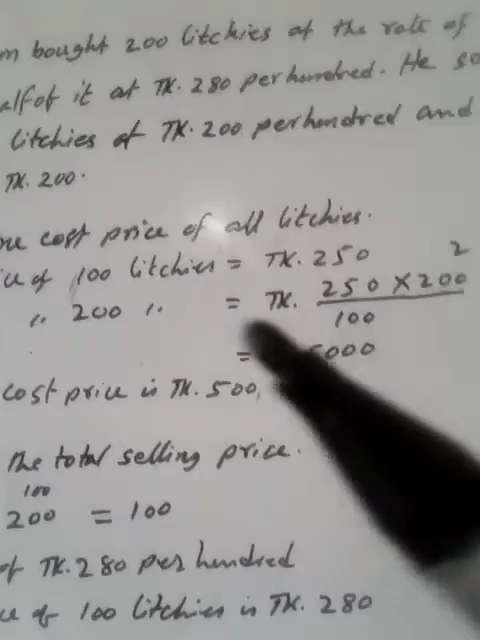 m bought 200 litchies at the rate of
alf of it at TK. 280 per hundred. He so
litchies at TK. 200 per hundred and
TK. 200.
cost price of all litchies.
of 100 litchies = TK. 250 2
" 200 " = TK. 250 × 200
100
= 5000
cost price is TK. 500,
the total selling price.
100
200 = 100
of TK. 280 per hundred
of 100 litchies is TK. 280